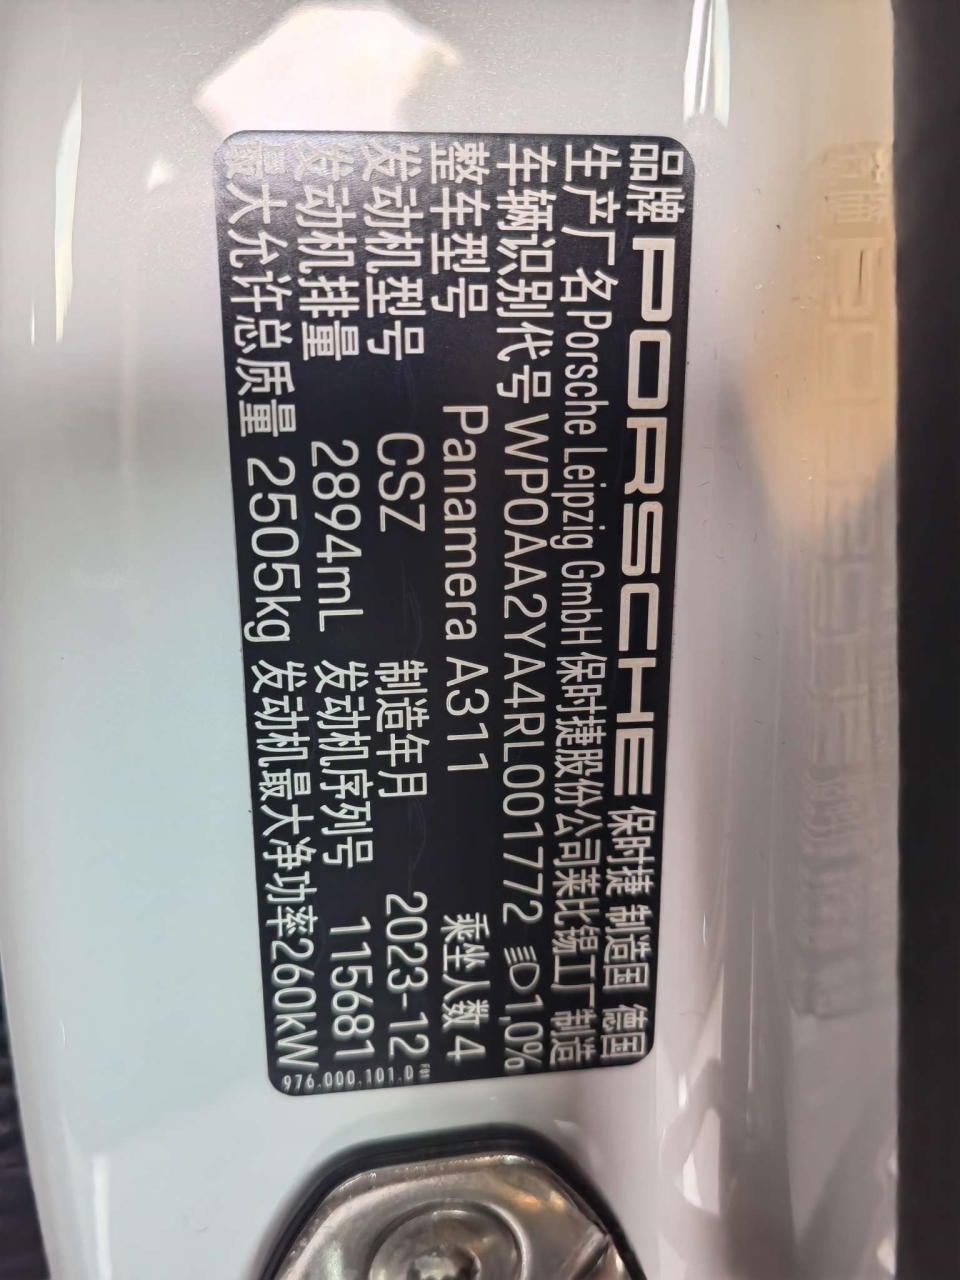 品牌 PORSCHE 保时捷 制造国 德国
生产厂名Porsche Leipzig GmbH 保时捷股份公司莱比锡工厂制造
车辆识别代号 WP0AA2YA4RL001772 1,0%
整车型号 Panamera A311 乘坐人数 4
发动机型号 CSZ 制造年月 2023-12
发动机排量 2894mL 发动机序列号 115681
最大允许总质量 2505kg 发动机最大净功率260kW
976.000.101.D